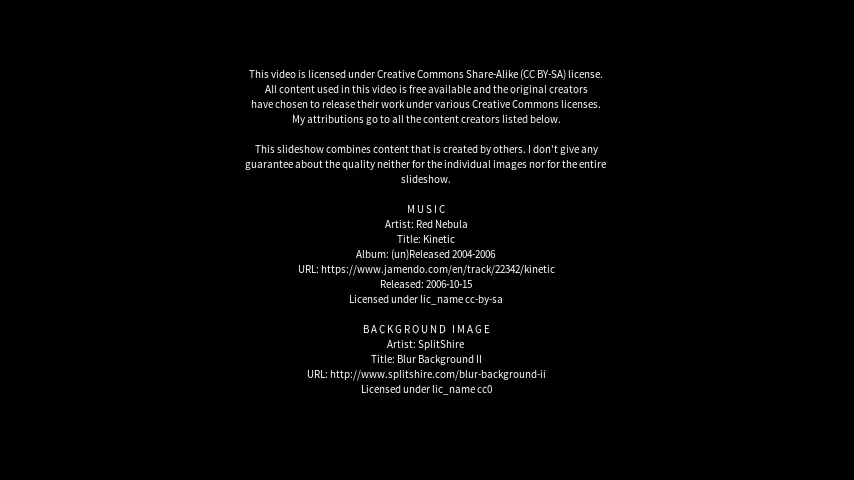 This video is licensed under Creative Commons Share-Alike (CC BY-SA) license.
All content used in this video is free available and the original creators
have chosen to release their work under various Creative Commons licenses.
My attributions go to all the content creators listed below.
This slideshow combines content that is created by others. I don't give any
guarantee about the quality neither for the individual images nor for the entire
slideshow.
MUSIC
Artist: Red Nebula
Title: Kinetic
Album: (un)Released 2004-2006
URL: https://www.jamendo.com/en/track/22342/kinetic
Released: 2006-10-15
Licensed under lic_name cc-by-sa
BACKGROUND IMAGE
Artist: SplitShire
Title: Blur Background II
URL: http://www.splitshire.com/blur-background-ii
Licensed under lic_name cc0